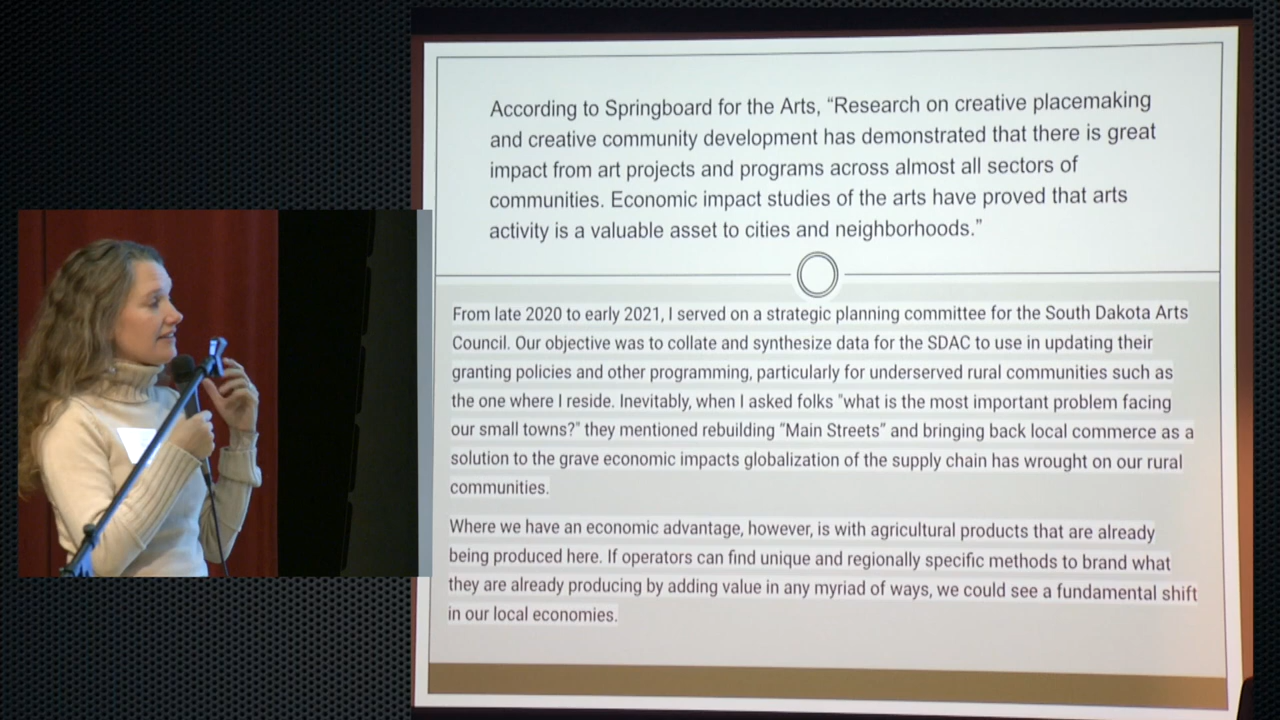 According to Springboard for the Arts, “Research on creative placemaking
and creative community development has demonstrated that there is great
impact from art projects and programs across almost all sectors of
communities. Economic impact studies of the arts have proved that arts
activity is a valuable asset to cities and neighborhoods.”
From late 2020 to early 2021, I served on a strategic planning committee for the South Dakota Arts
Council. Our objective was to collate and synthesize data for the SDAC to use in updating their
granting policies and other programming, particularly for underserved rural communities such as
the one where I reside. Inevitably, when I asked folks "what is the most important problem facing
our small towns?" they mentioned rebuilding “Main Streets” and bringing back local commerce as a
solution to the grave economic impacts globalization of the supply chain has wrought on our rural
communities.
Where we have an economic advantage, however, is with agricultural products that are already
being produced here. If operators can find unique and regionally specific methods to brand what
they are already producing by adding value in any myriad of ways, we could see a fundamental shift
in our local economies.